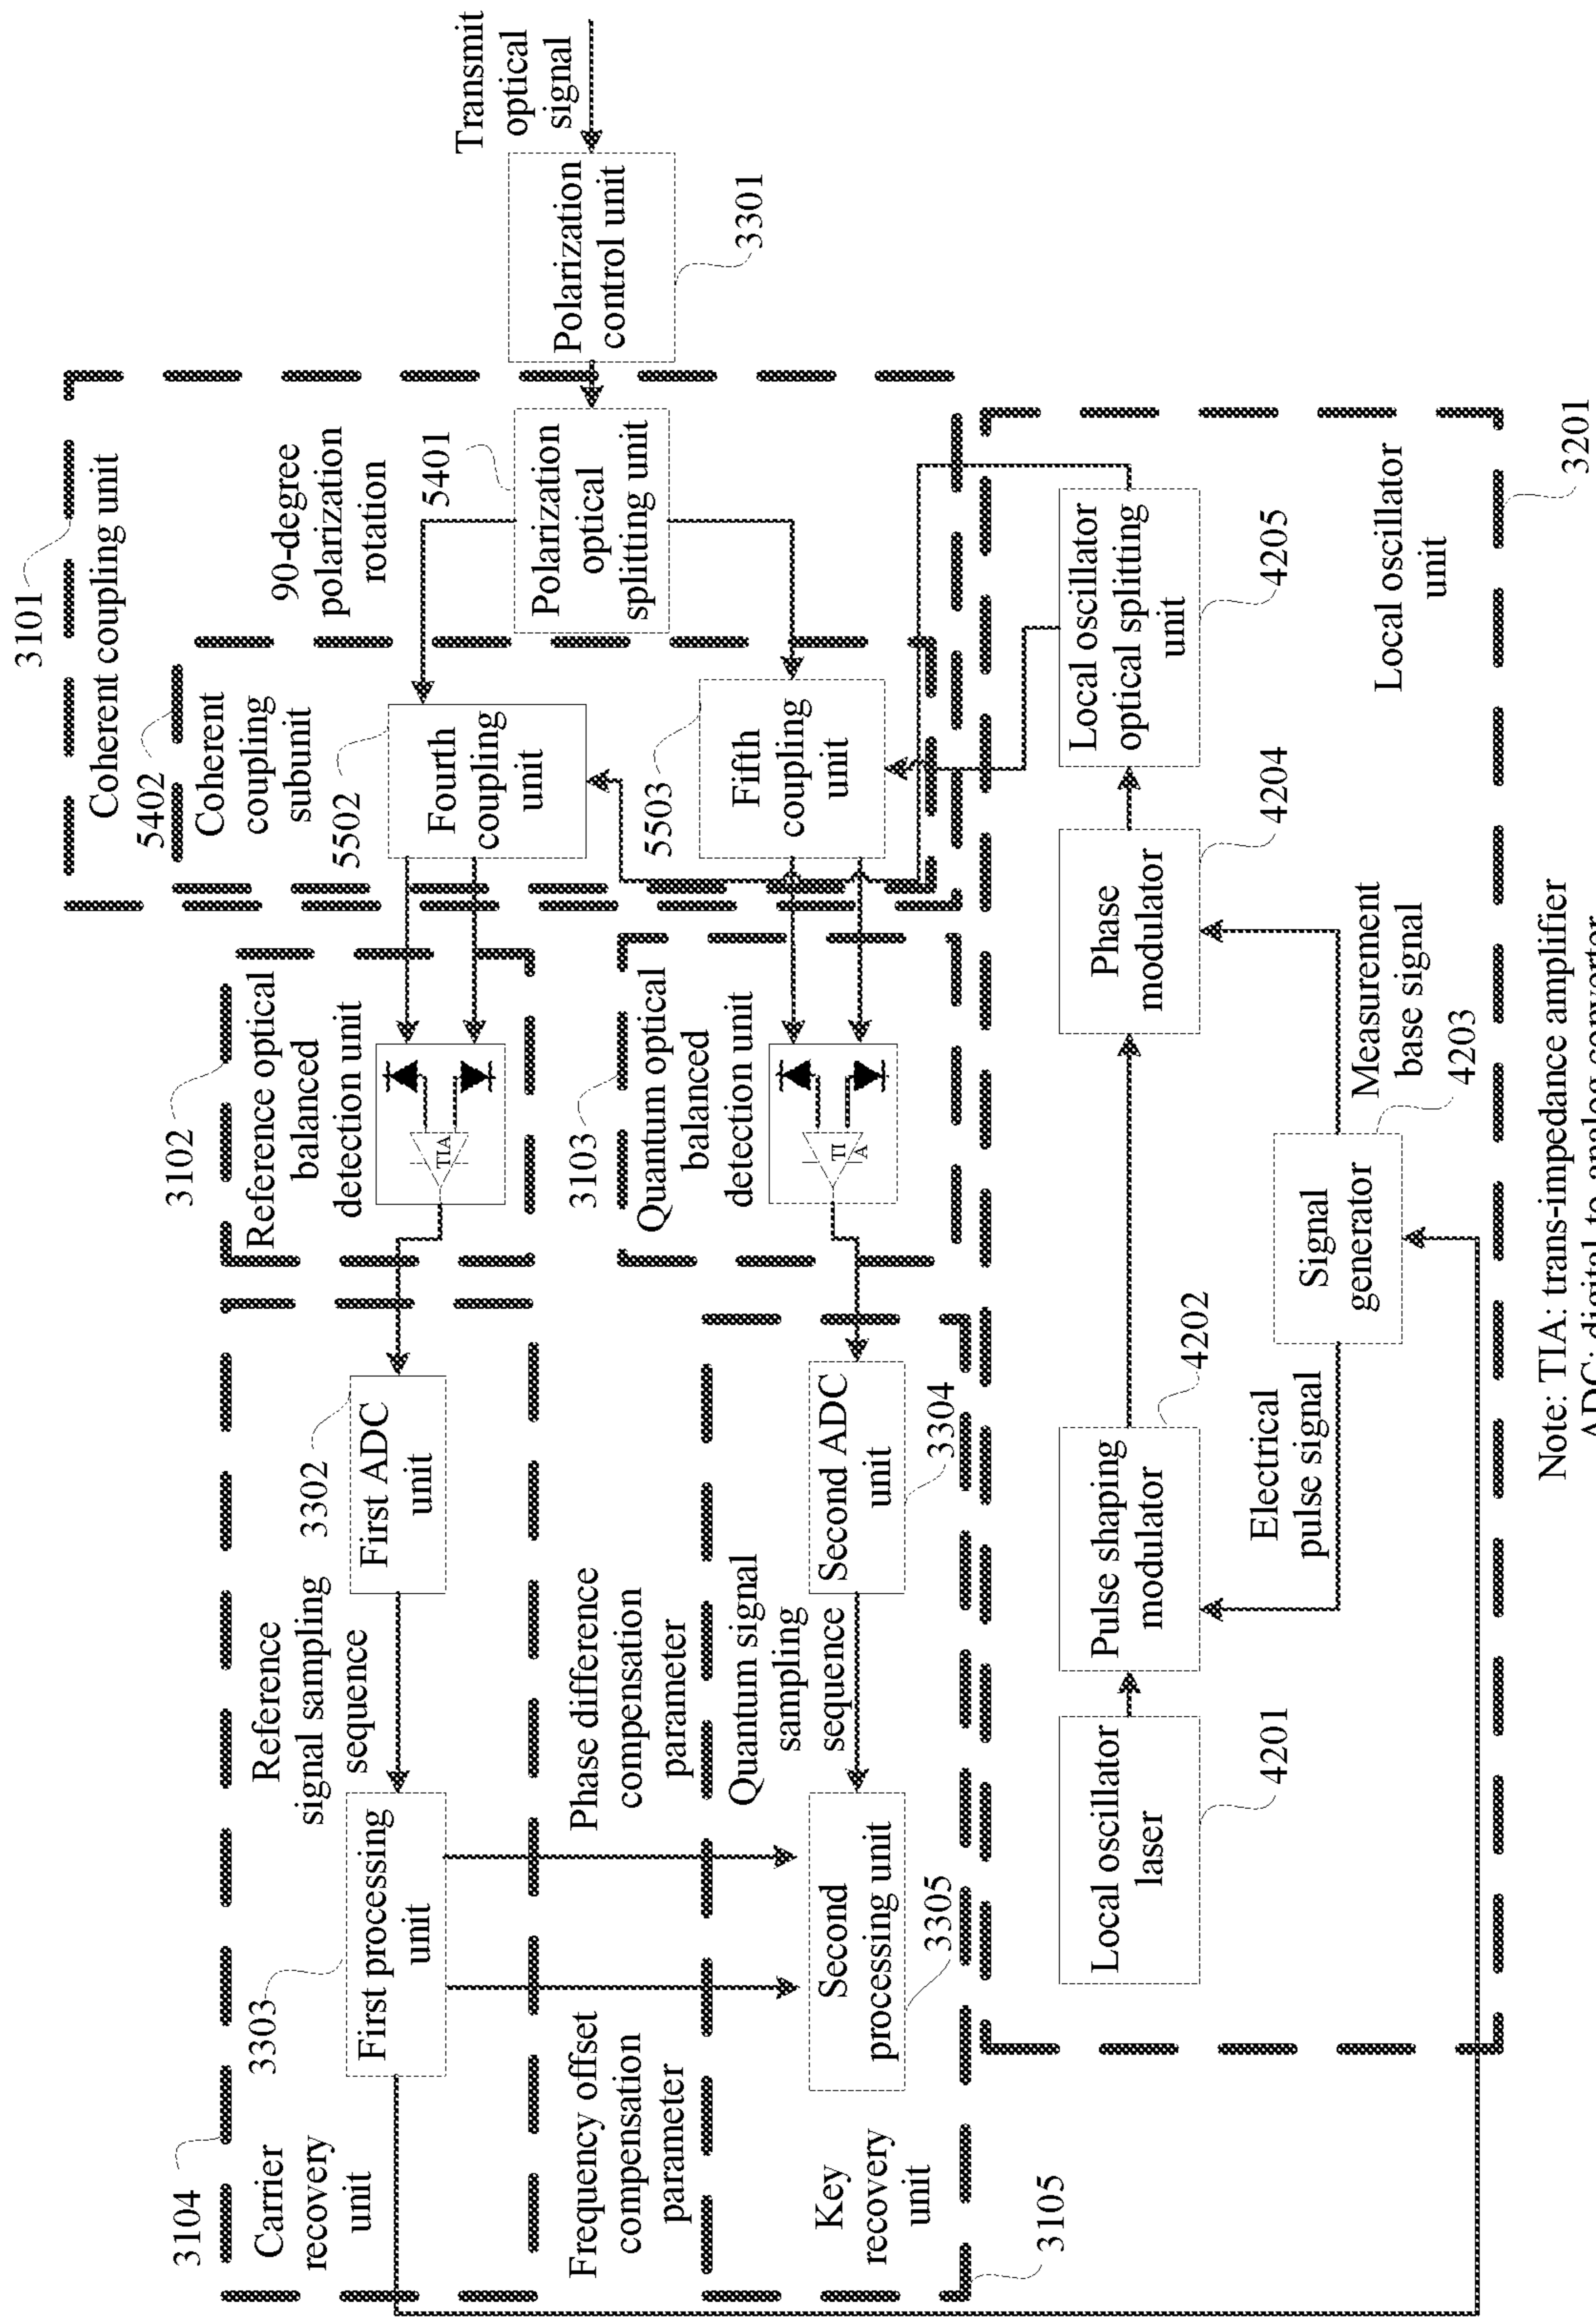 3101
Coherent coupling unit
90-degree
polarization
rotation
5401
Polarization
optical
splitting unit
Transmit
optical
signal
Polarization
control unit
3301
5402
Coherent
coupling
subunit
5502
Fourth
coupling
unit
5503
Fifth
coupling
unit
3102
Reference optical
balanced
detection unit
TIA
3103
Quantum optical
balanced
detection unit
TI
A
3104
Carrier
recovery
unit
3303
First processing
unit
Reference
signal sampling
sequence
3302
First ADC
unit
Frequency offset
compensation
parameter
Phase difference
compensation
parameter
Key
recovery
unit
3105
Second
processing unit
3305
Quantum signal
sampling
sequence
Second ADC
unit
3304
Local oscillator
laser
4201
Pulse shaping
modulator
4202
Phase
modulator
4204
Local oscillator
optical splitting
unit
4205
Electrical
pulse signal
Signal
generator
Measurement
base signal
4203
Local oscillator
unit
3201
Note: TIA: trans-impedance amplifier
ADC: digital-to-analog converter